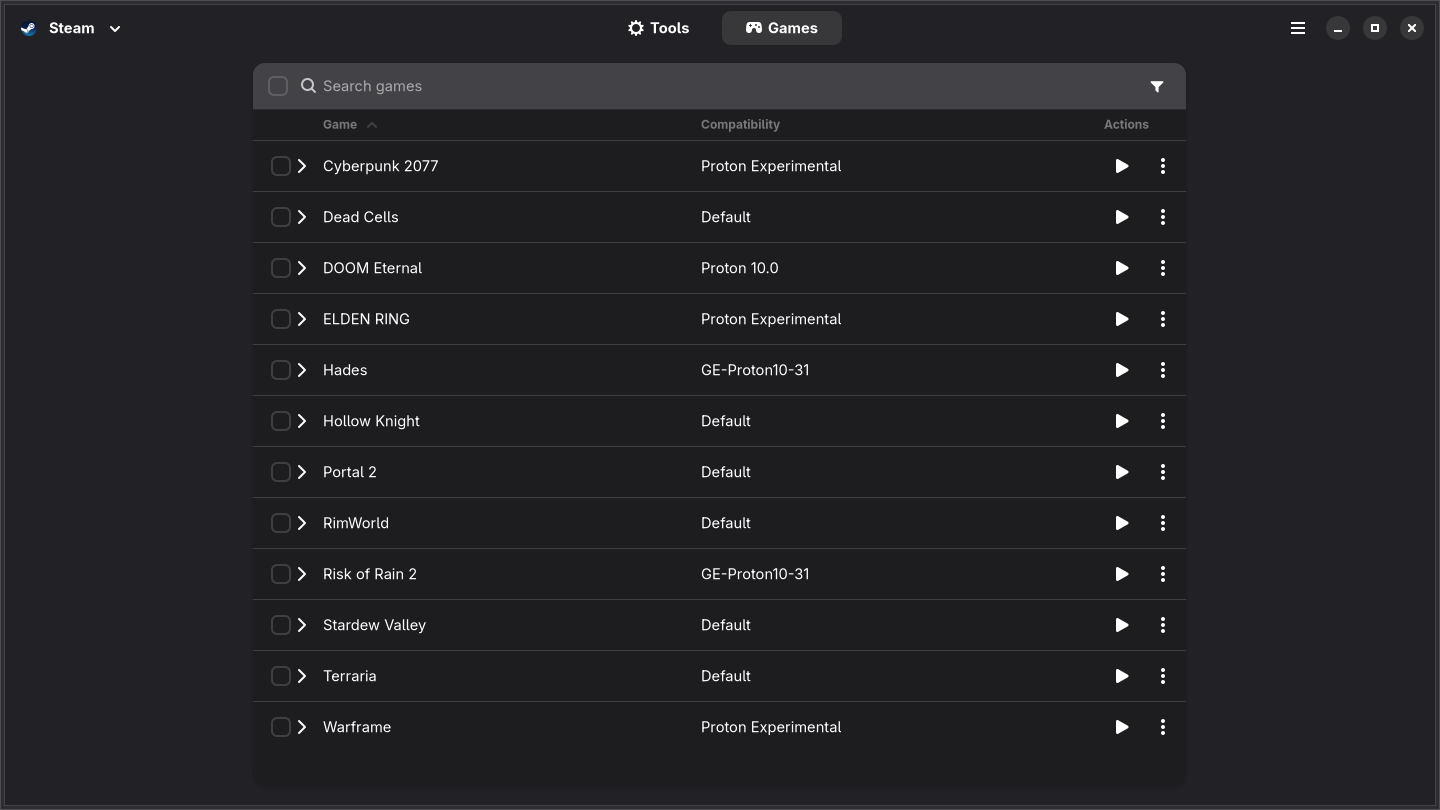 Steam
Tools
Games
Search games
Game Compatibility Actions
Cyberpunk 2077 Proton Experimental
Dead Cells Default
DOOM Eternal Proton 10.0
ELDEN RING Proton Experimental
Hades GE-Proton10-31
Hollow Knight Default
Portal 2 Default
RimWorld Default
Risk of Rain 2 GE-Proton10-31
Stardew Valley Default
Terraria Default
Warframe Proton Experimental